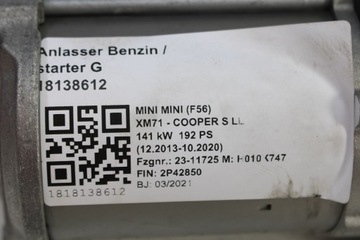 Anlasser Benzin /
starter G
18138612
MINI MINI (F56)
XM71 - COOPER S
141 kW 192 PS
(12.2013-10.2020)
Fzgnr.: 23-11725 M:
FIN: 2P42850
BJ: 03/2021
1818138612